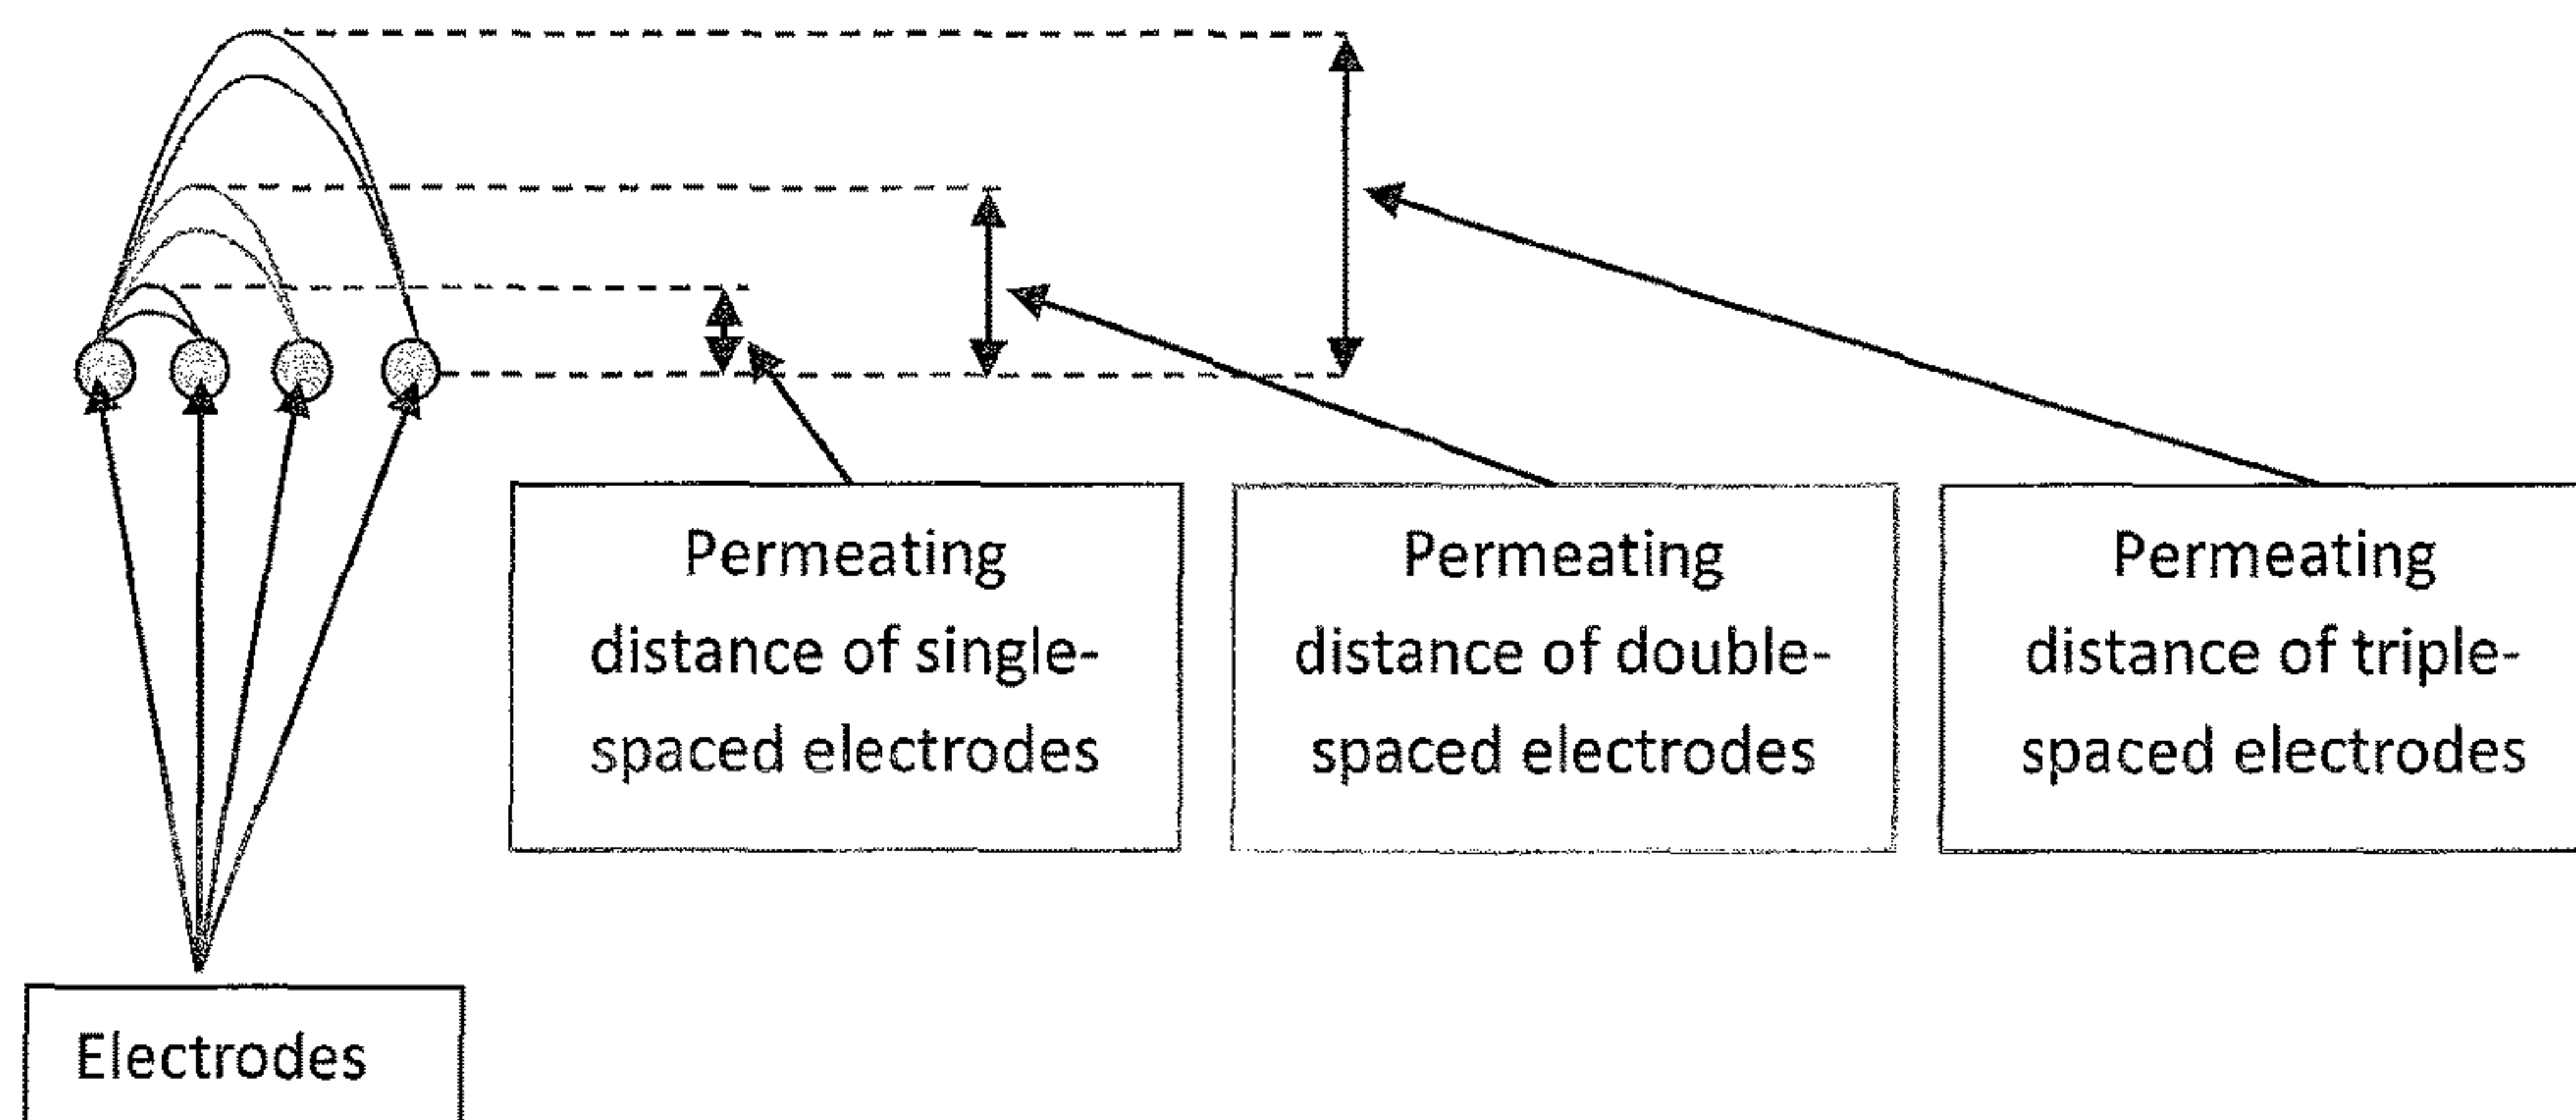 Permeating
distance of single-
spaced electrodes
Permeating
distance of double-
spaced electrodes
Permeating
distance of triple-
spaced electrodes
Electrodes